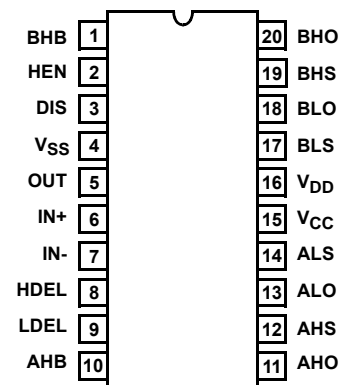 BHB 1 20 BHO
HEN 2 19 BHS
DIS 3 18 BLO
VSS 4 17 BLS
OUT 5 16 VDD
IN+ 6 15 VCC
IN- 7 14 ALS
HDEL 8 13 ALO
LDEL 9 12 AHS
AHB 10 11 AHO